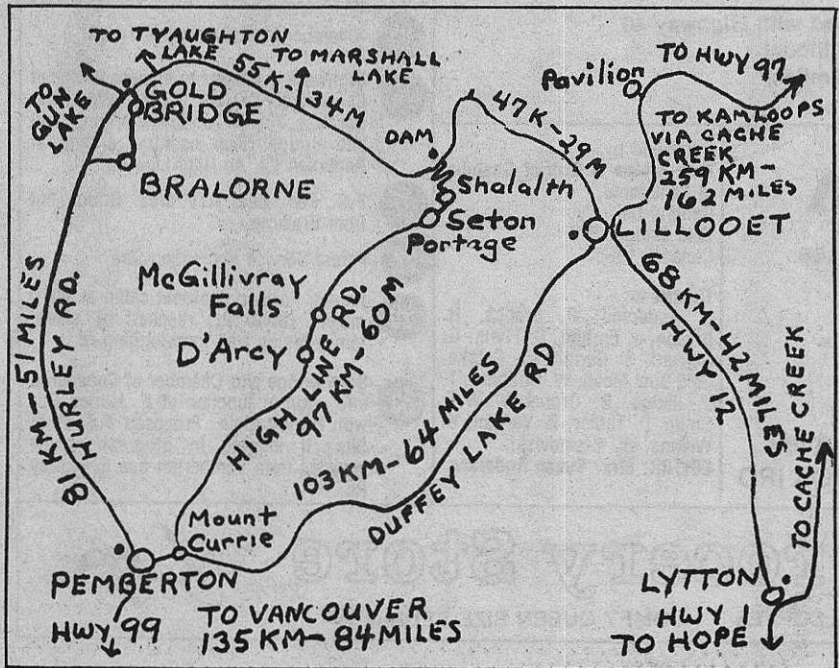 TO TYAUGHTON
LAKE
TO MARSHALL
LAKE
55K-34M
TO
GUN
LAKE
GOLD
BRIDGE
BRALORNE
DAM
47K-29M
Pavilion
TO HWY 97
TO KAMLOOPS
VIA CACHE
CREEK
259 KM-
162 MILES
Shalalth
Seton
Portage
LILLOOET
McGillivray
Falls
D'Arcy
81 KM-51 MILES
HURLEY RD.
HIGH LINE RD.
97 KM-60 M
103 KM-64 MILES
DUFFEY LAKE RD
68 KM-42 MILES
HWY 12
TO CACHE CREEK
Mount
Currie
PEMBERTON
HWY 99
TO VANCOUVER
135 KM-84 MILES
LYTTON
HWY 1
TO HOPE